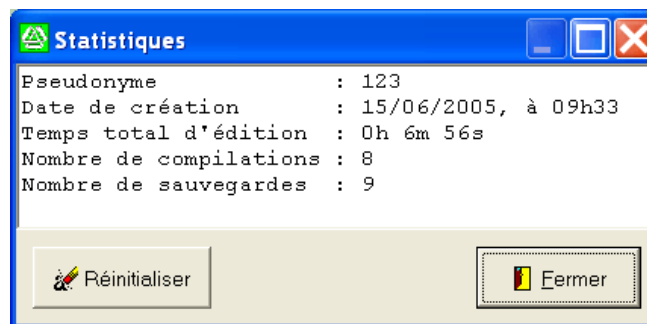 Statistiques
Pseudonyme : 123
Date de création : 15/06/2005, à 09h33
Temps total d'édition : 0h 6m 56s
Nombre de compilations : 8
Nombre de sauvegardes : 9
Réinitialiser
Fermer